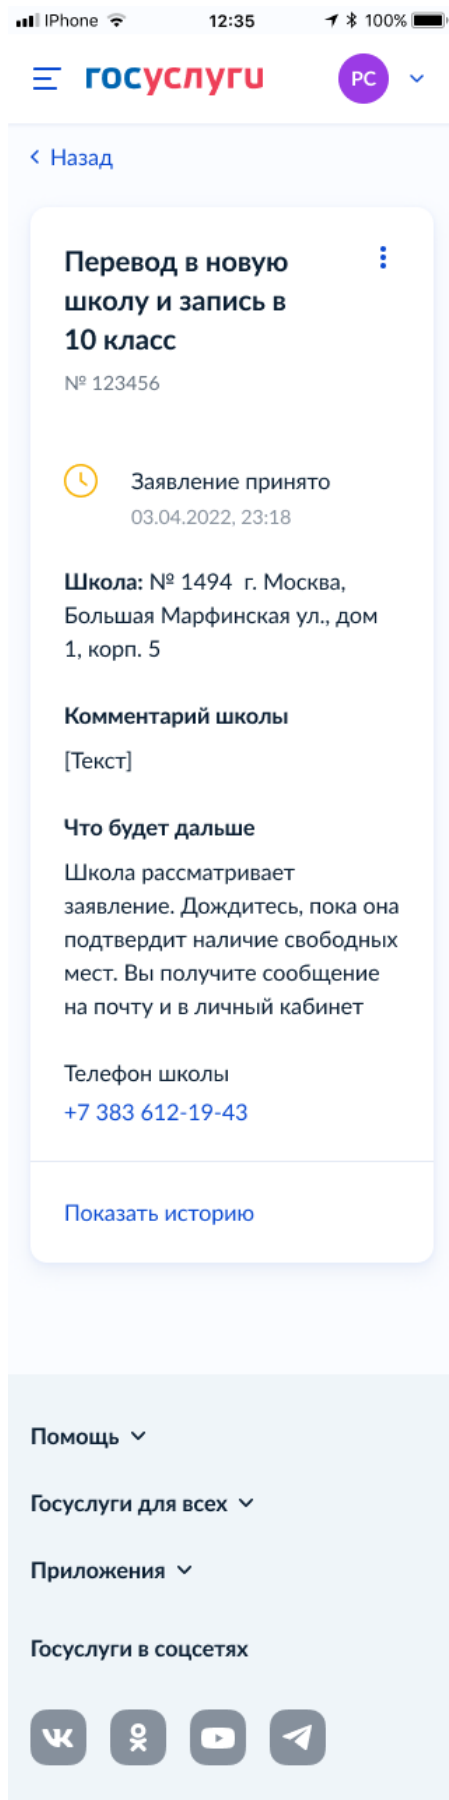 IPhone 12:35 100%
госуслуги РС
Назад
Перевод в новую
школу и запись в
10 класс
№ 123456
Заявление принято
03.04.2022, 23:18
Школа: № 1494 г. Москва,
Большая Марфинская ул., дом
1, корп. 5
Комментарий школы
[Текст]
Что будет дальше
Школа рассматривает
заявление. Дождитесь, пока она
подтвердит наличие свободных
мест. Вы получите сообщение
на почту и в личный кабинет
Телефон школы
+7 383 612-19-43
Показать историю
Помощь
Госуслуги для всех
Приложения
Госуслуги в соцсетях